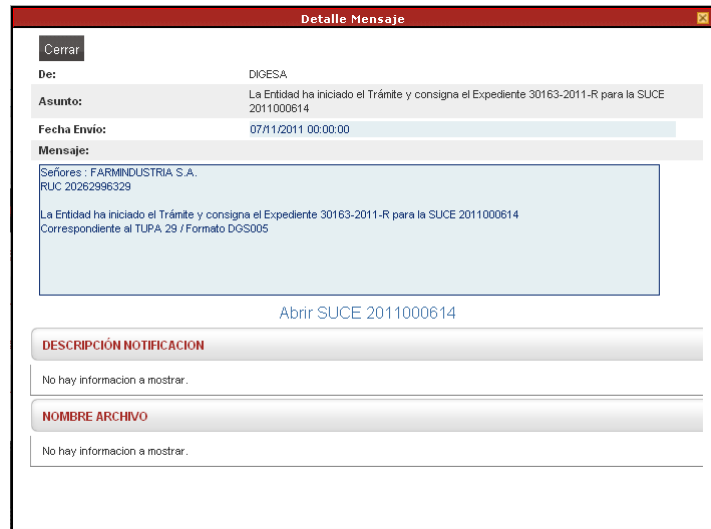 Detalle Mensaje
Cerrar
De: DIGESA
Asunto: La Entidad ha iniciado el Trámite y consigna el Expediente 30163-2011-R para la SUCE
2011000614
Fecha Envío: 07/11/2011 00:00:00
Mensaje:
Señores : FARMINDUSTRIA S.A.
RUC 20262996329
La Entidad ha iniciado el Trámite y consigna el Expediente 30163-2011-R para la SUCE 2011000614
Correspondiente al TUPA 29 / Formato DGS005
Abrir SUCE 2011000614
DESCRIPCIÓN NOTIFICACION
No hay informacion a mostrar.
NOMBRE ARCHIVO
No hay informacion a mostrar.